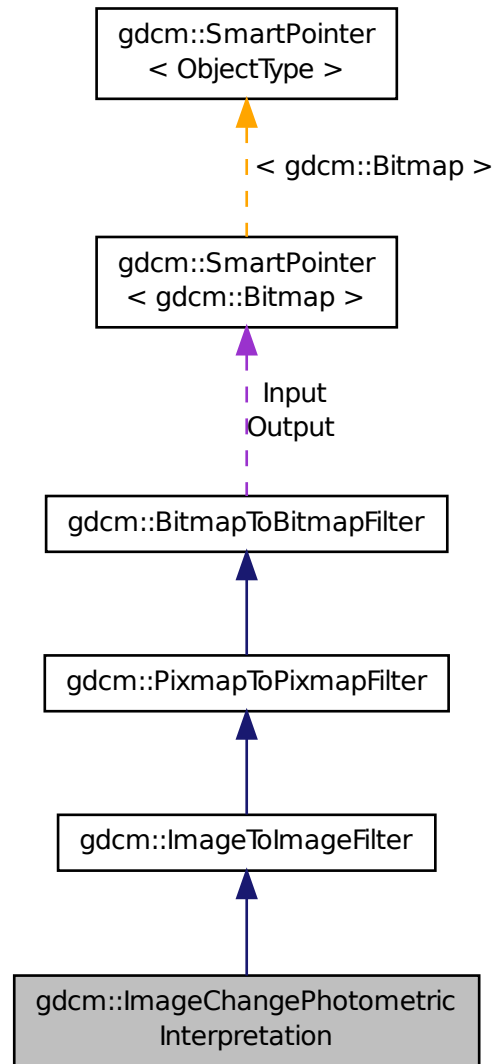 gdcm::SmartPointer
< ObjectType >
< gdcm::Bitmap >
gdcm::SmartPointer
< gdcm::Bitmap >
Input
Output
gdcm::BitmapToBitmapFilter
gdcm::PixmapToPixmapFilter
gdcm::ImageToImageFilter
gdcm::ImageChangePhotometric
Interpretation